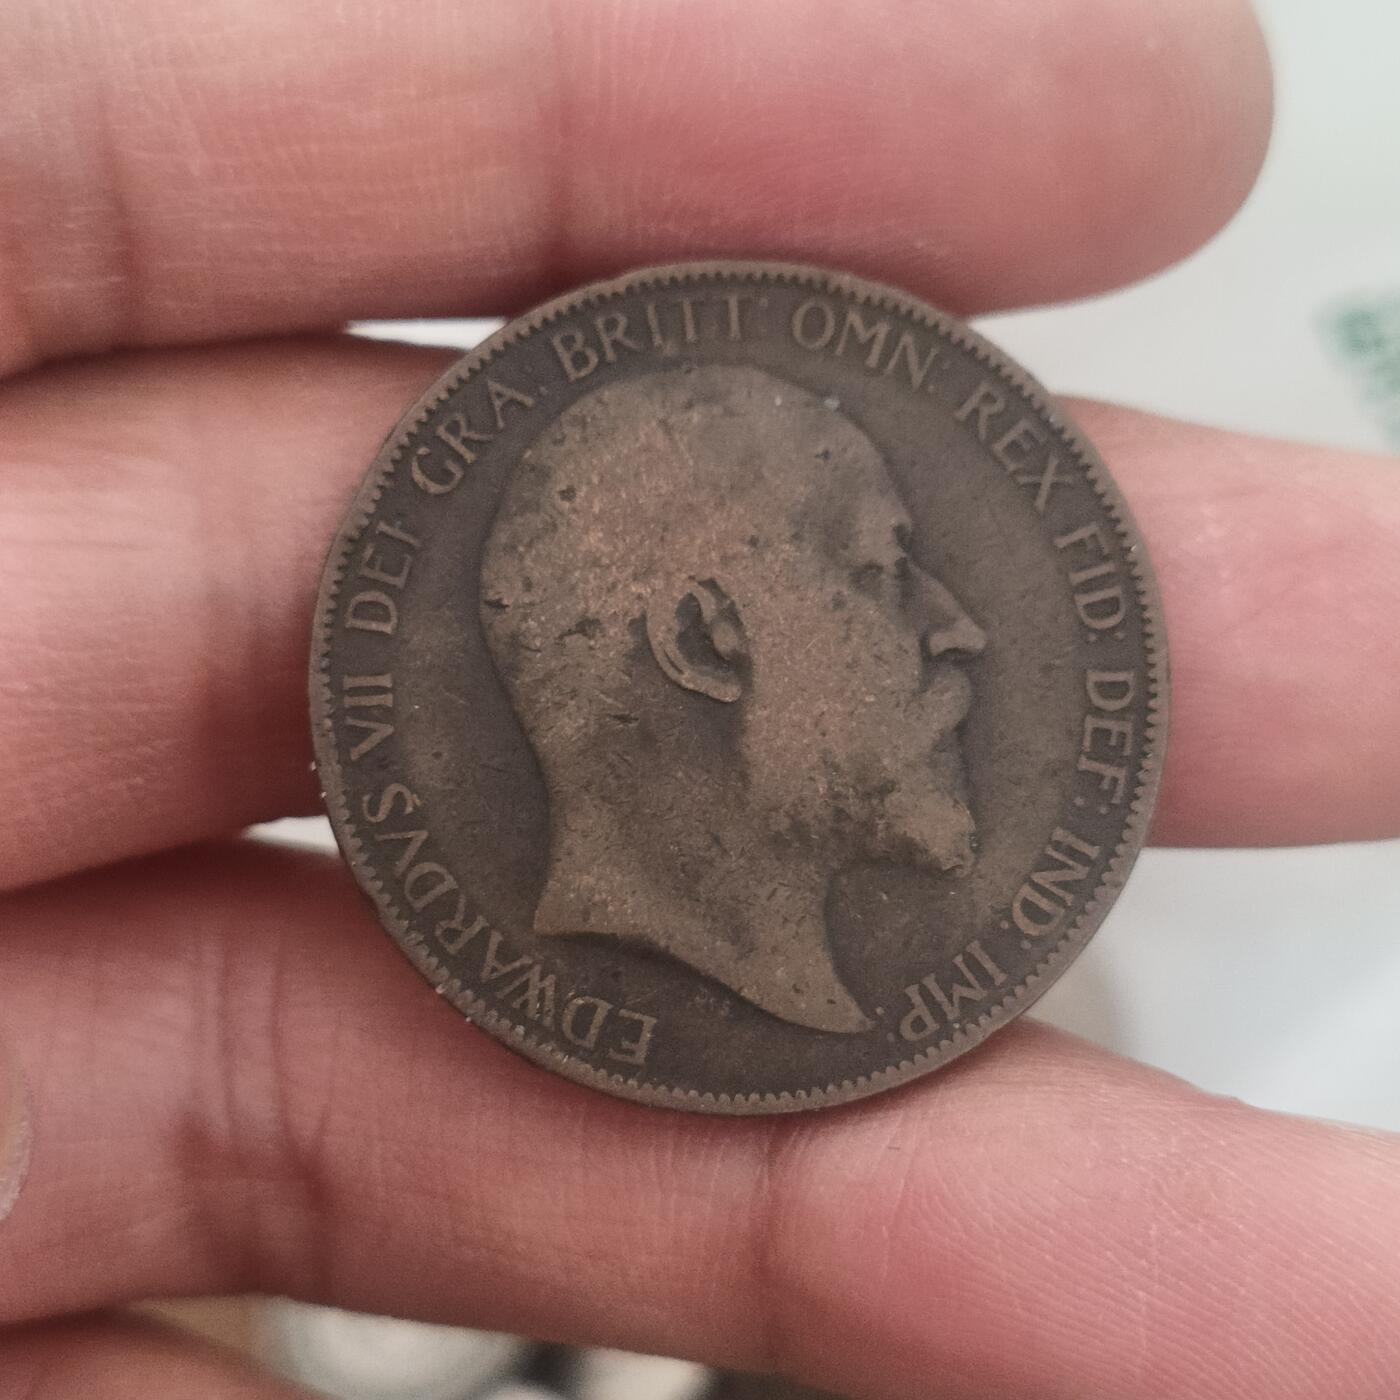 EDWARDVS VII DEI GRA: BRITT: OMN: REX FID: DEF: IND: IMP: